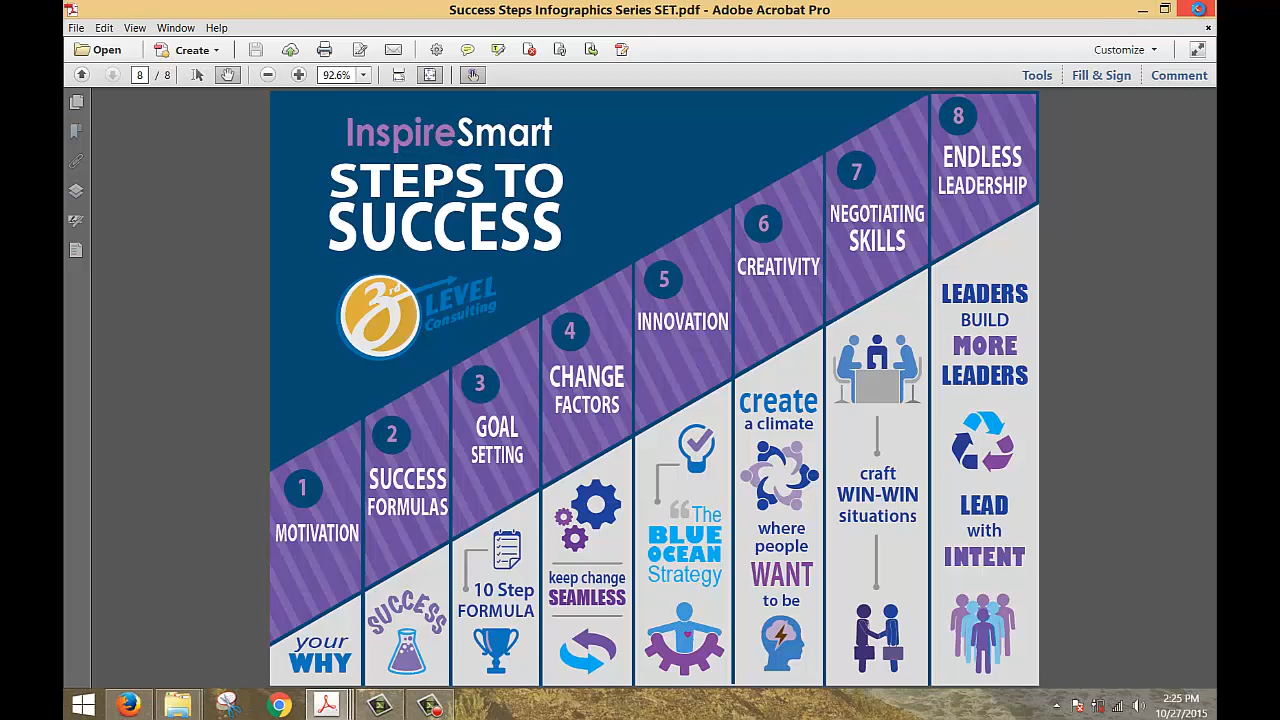 Success Steps Infographics Series SET.pdf - Adobe Acrobat Pro
File Edit View Window Help
Open Create Customize
8 / 8 92.6% Tools Fill & Sign Comment
InspireSmart
STEPS TO
SUCCESS
3rd LEVEL
Consulting
1
MOTIVATION
your
WHY
2
SUCCESS
FORMULAS
SUCCESS
3
GOAL
SETTING
10 Step
FORMULA
4
CHANGE
FACTORS
keep change
SEAMLESS
5
INNOVATION
“The
BLUE
OCEAN
Strategy
6
CREATIVITY
create
a climate
where
people
WANT
to be
7
NEGOTIATING
SKILLS
craft
WIN-WIN
situations
8
ENDLESS
LEADERSHIP
LEADERS
BUILD
MORE
LEADERS
LEAD
with
INTENT
2:25 PM
10/27/2015